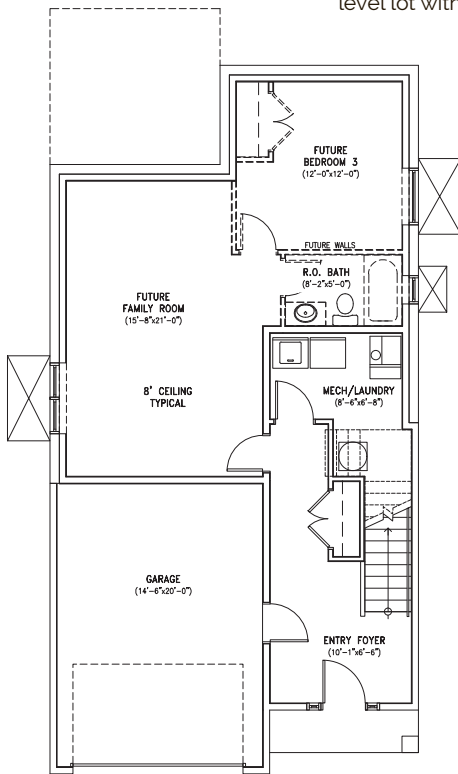 level lot with
FUTURE
BEDROOM 3
(12'-0"x12'-0")
FUTURE WALLS
R.O. BATH
(8'-2"x5'-0")
FUTURE
FAMILY ROOM
(15'-8"x21'-0")
8' CEILING
TYPICAL
MECH/LAUNDRY
(8'-6"x6'-8")
GARAGE
(14'-6"x20'-0")
ENTRY FOYER
(10'-1"x6'-6")